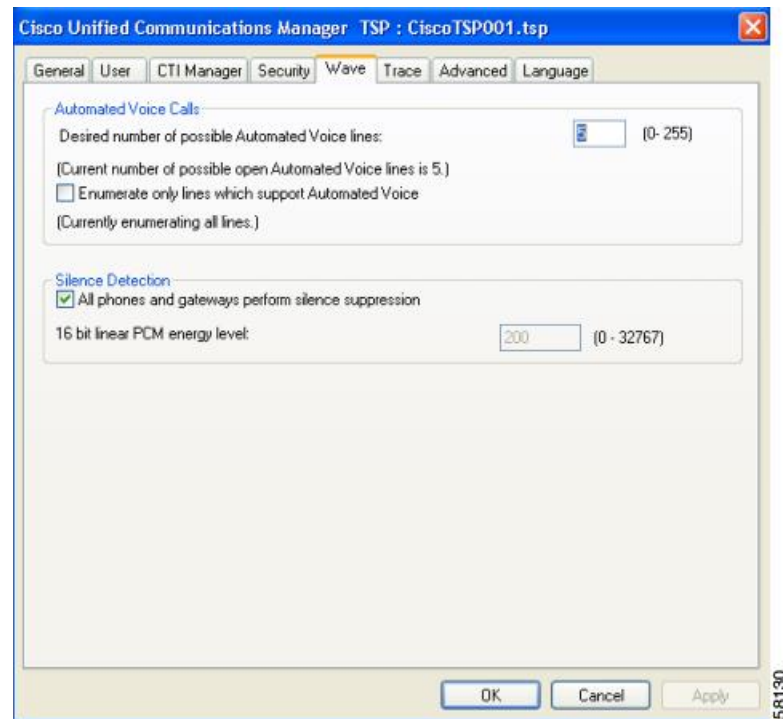 Cisco Unified Communications Manager TSP : CiscoTSP001.tsp
General User CTI Manager Security Wave Trace Advanced Language
Automated Voice Calls
Desired number of possible Automated Voice lines: 5 (0- 255)
(Current number of possible open Automated Voice lines is 5.)
Enumerate only lines which support Automated Voice
(Currently enumerating all lines.)
Silence Detection
All phones and gateways perform silence suppression
16 bit linear PCM energy level: 200 (0 - 32767)
OK Cancel Apply